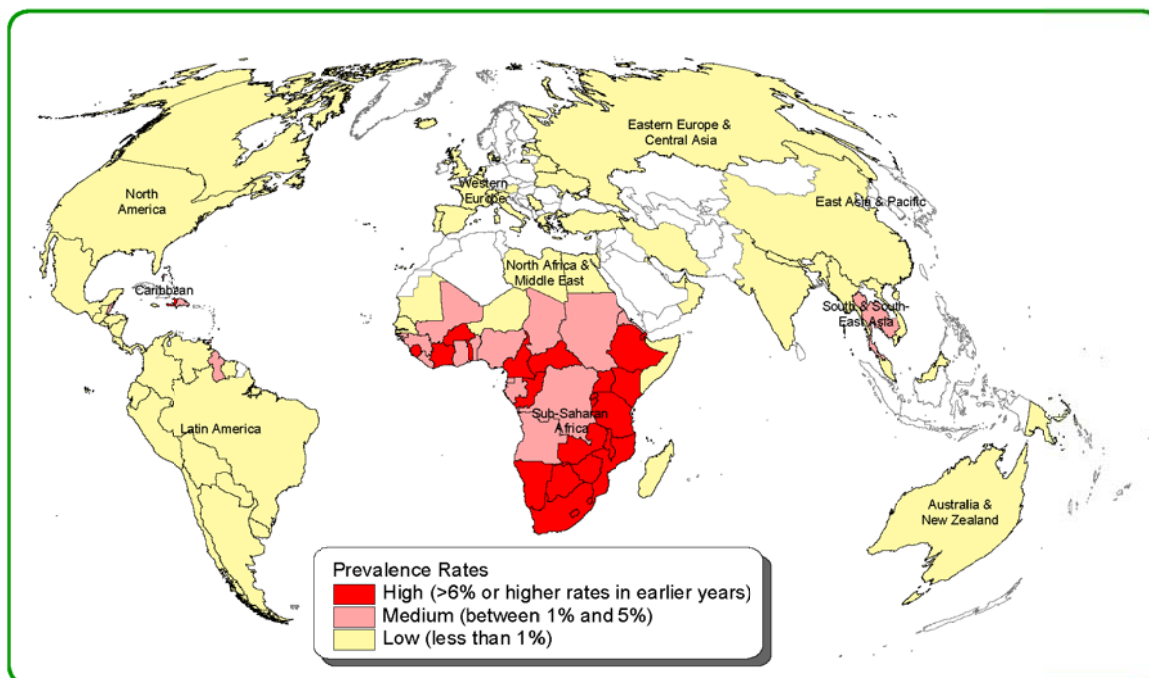 Eastern Europe &
Central Asia
North
America
Western
Europe
East Asia & Pacific
North Africa &
Middle East
Caribbean
South & South-
East Asia
Sub-Saharan
Africa
Latin America
Australia &
New Zealand
Prevalence Rates
High (>6% or higher rates in earlier years)
Medium (between 1% and 5%)
Low (less than 1%)